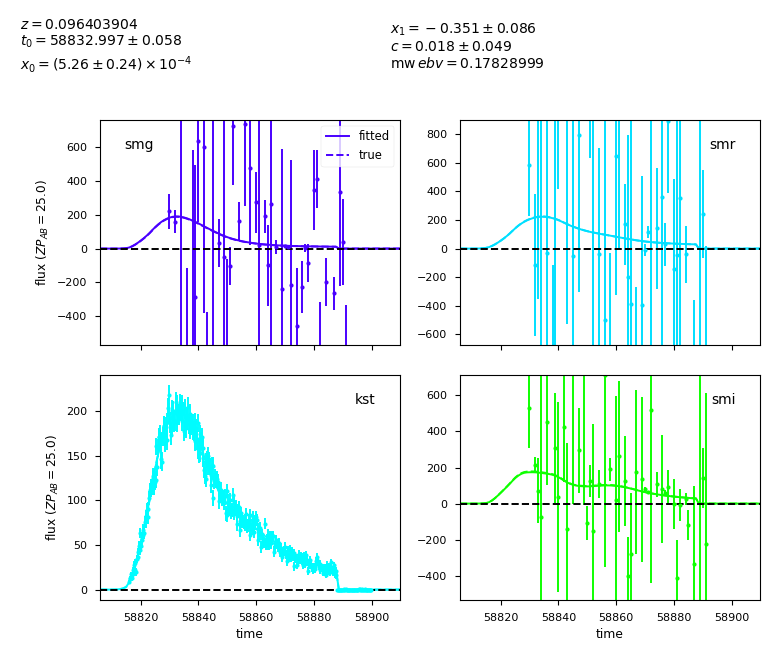 z = 0.096403904
t₀ = 58832.997 ± 0.058
x₀ = (5.26 ± 0.24) × 10⁻⁴
x₁ = −0.351 ± 0.086
c = 0.018 ± 0.049
mw ebv = 0.17828999
smg
fitted
true
600
400
200
0
−200
−400
flux (ZP_AB = 25.0)
smr
800
600
400
200
0
−200
−400
−600
kst
200
150
100
50
0
flux (ZP_AB = 25.0)
58820 58840 58860 58880 58900
time
smi
600
400
200
0
−200
−400
58820 58840 58860 58880 58900
time